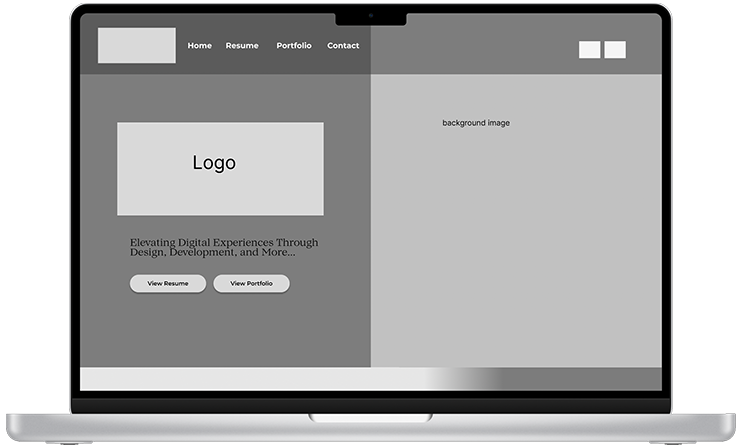 Home Resume Portfolio Contact
background image
Logo
Elevating Digital Experiences Through
Design, Development, and More...
View Resume View Portfolio